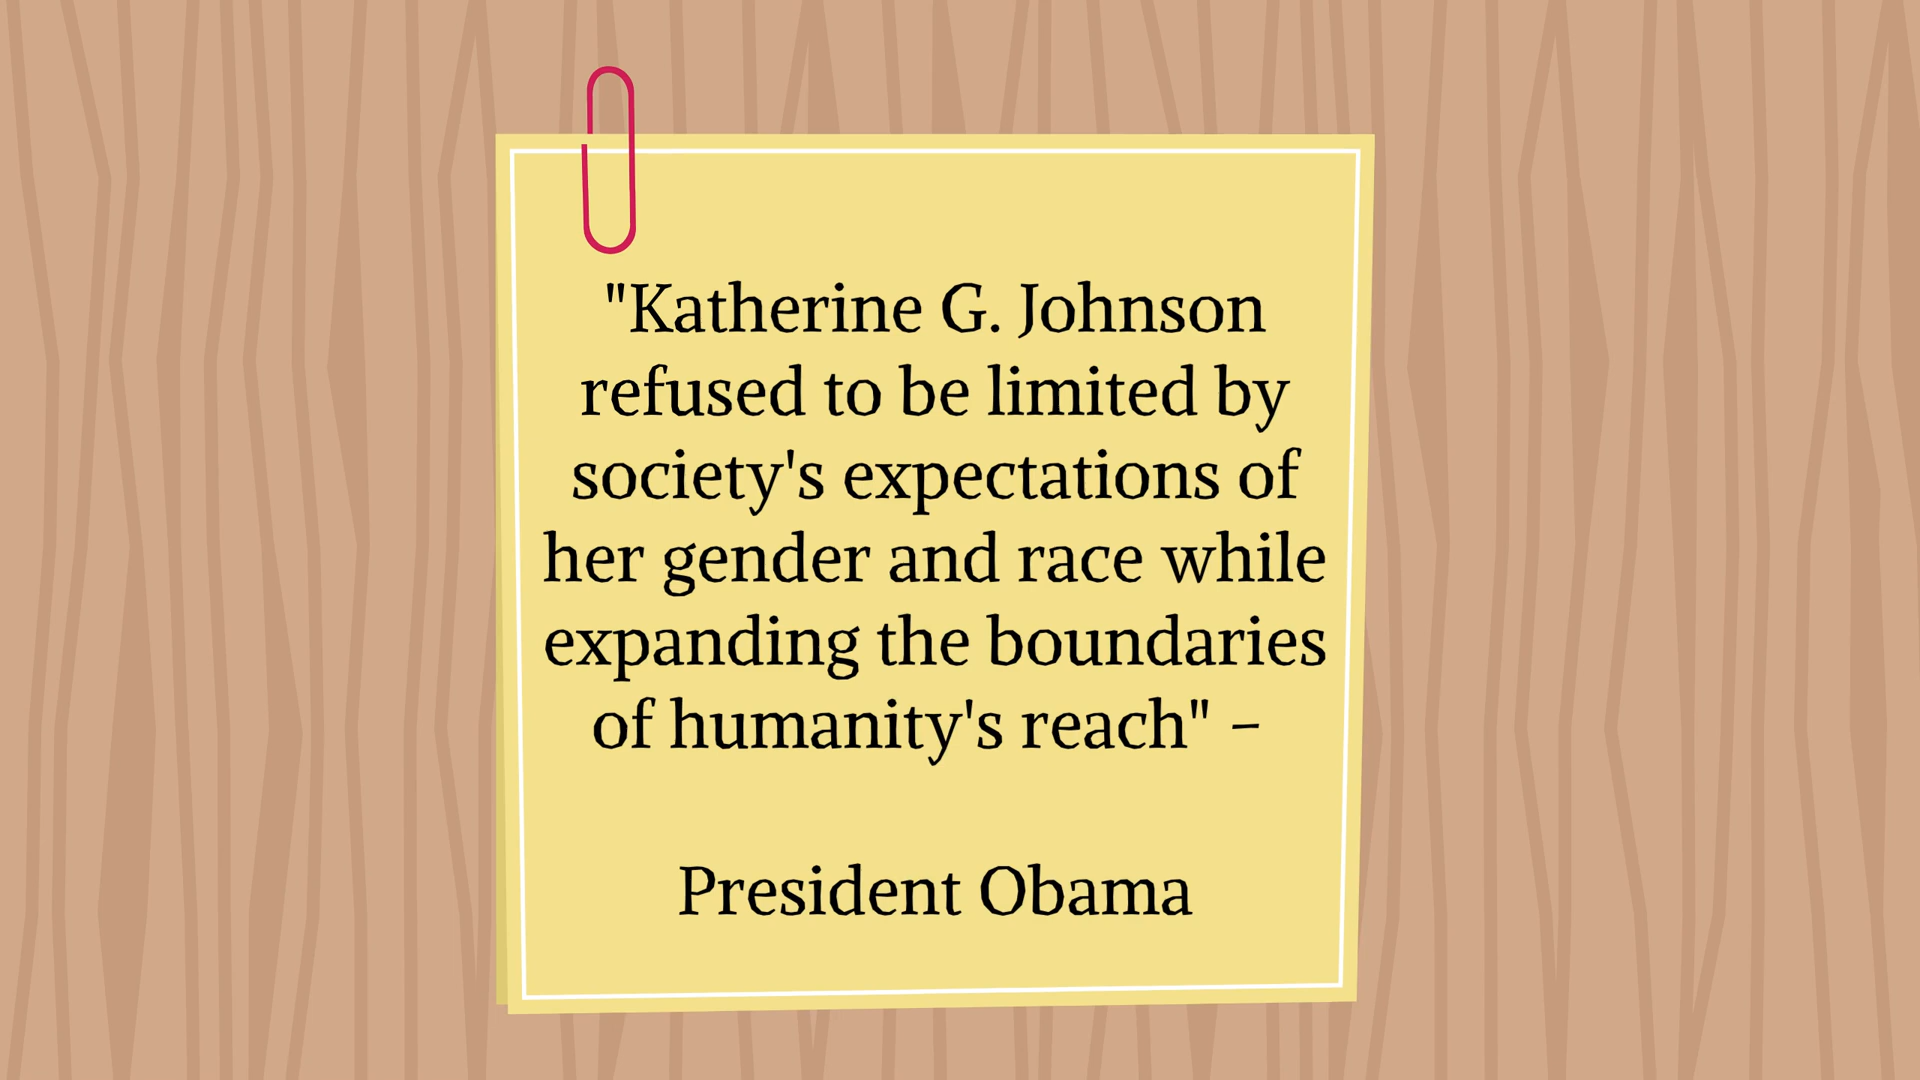 "Katherine G. Johnson
refused to be limited by
society's expectations of
her gender and race while
expanding the boundaries
of humanity's reach" –
President Obama